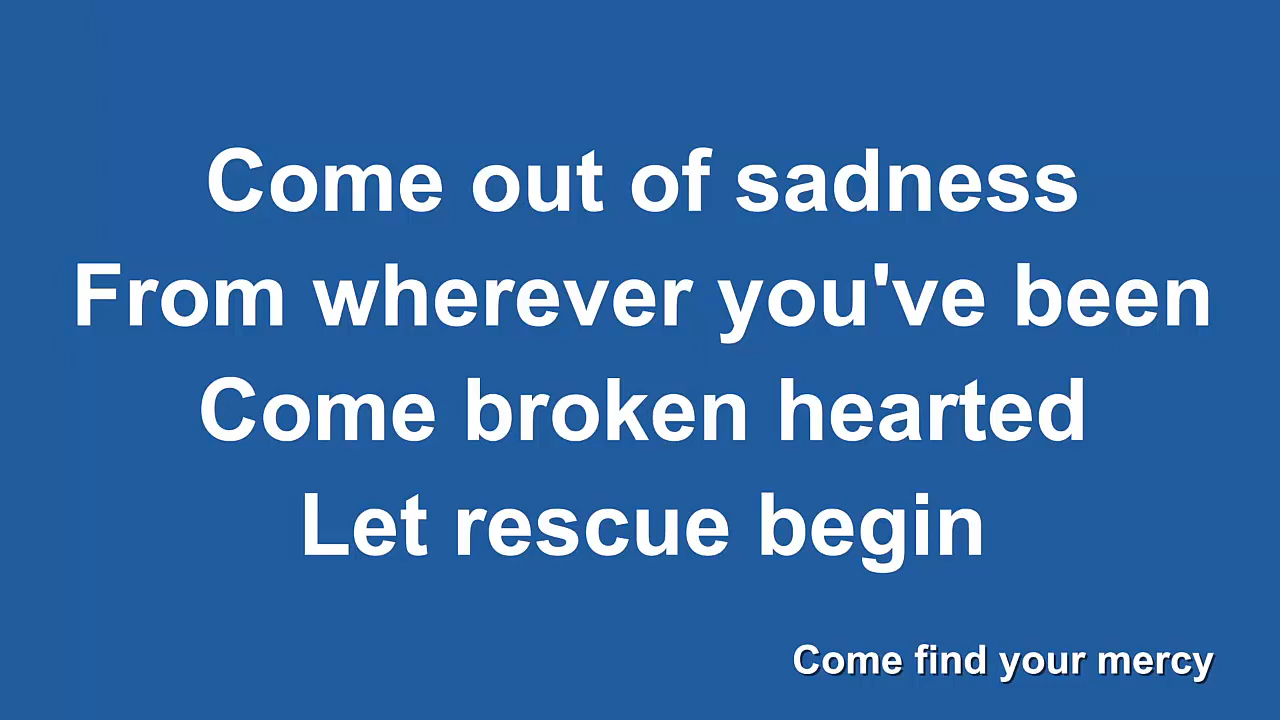 Come out of sadness
From wherever you've been
Come broken hearted
Let rescue begin
Come find your mercy